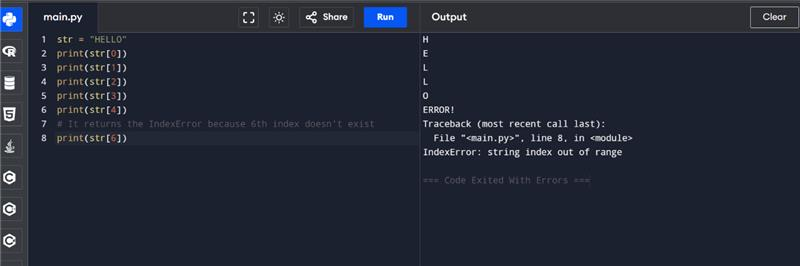 main.py
Share
Run
Output
Clear
1 str = "HELLO"
2 print(str[0])
3 print(str[1])
4 print(str[2])
5 print(str[3])
6 print(str[4])
7 # It returns the IndexError because 6th index doesn't exist
8 print(str[6])
H
E
L
L
O
ERROR!
Traceback (most recent call last):
  File "<main.py>", line 8, in <module>
IndexError: string index out of range
=== Code Exited With Errors ===